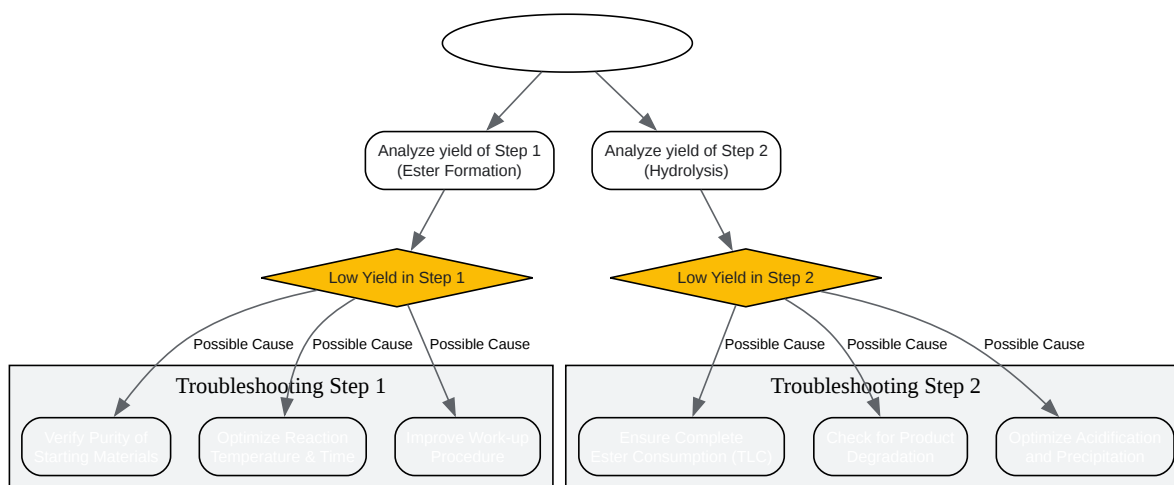 Analyze yield of Step 1
(Ester Formation)
Analyze yield of Step 2
(Hydrolysis)
Low Yield in Step 1
Low Yield in Step 2
Possible Cause
Possible Cause
Possible Cause
Possible Cause
Possible Cause
Possible Cause
Troubleshooting Step 1
Troubleshooting Step 2
Verify Purity of
Starting Materials
Optimize Reaction
Temperature & Time
Improve Work-up
Procedure
Ensure Complete
Ester Consumption (TLC)
Check for Product
Degradation
Optimize Acidification
and Precipitation